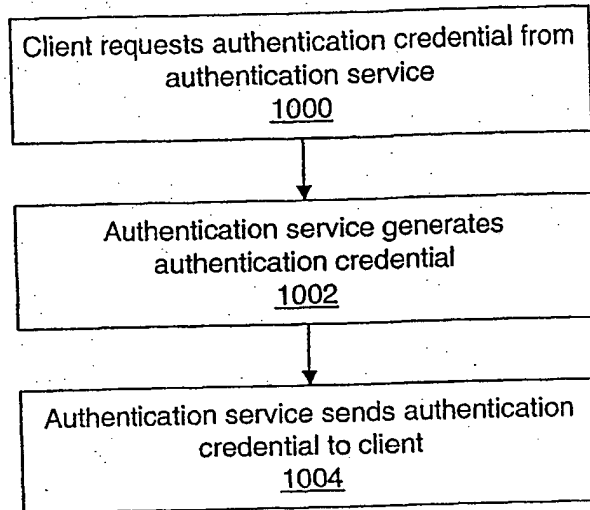 Client requests authentication credential from
authentication service
1000
Authentication service generates
authentication credential
1002
Authentication service sends authentication
credential to client
1004